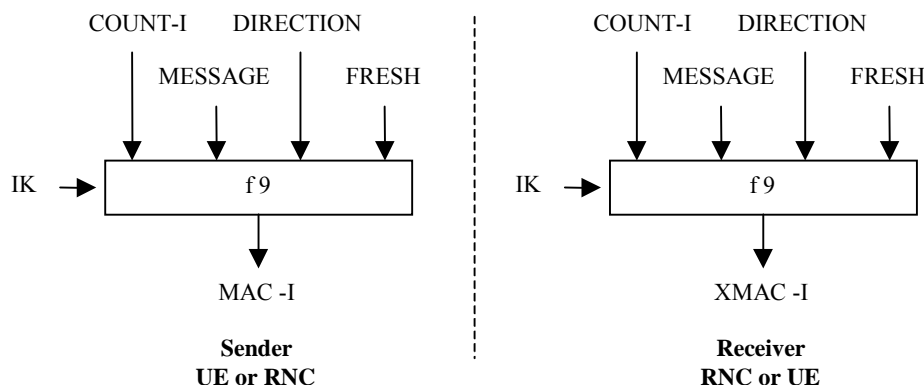 COUNT-I DIRECTION
MESSAGE FRESH
IK
f 9
MAC -I
Sender
UE or RNC
COUNT-I DIRECTION
MESSAGE FRESH
IK
f 9
XMAC -I
Receiver
RNC or UE